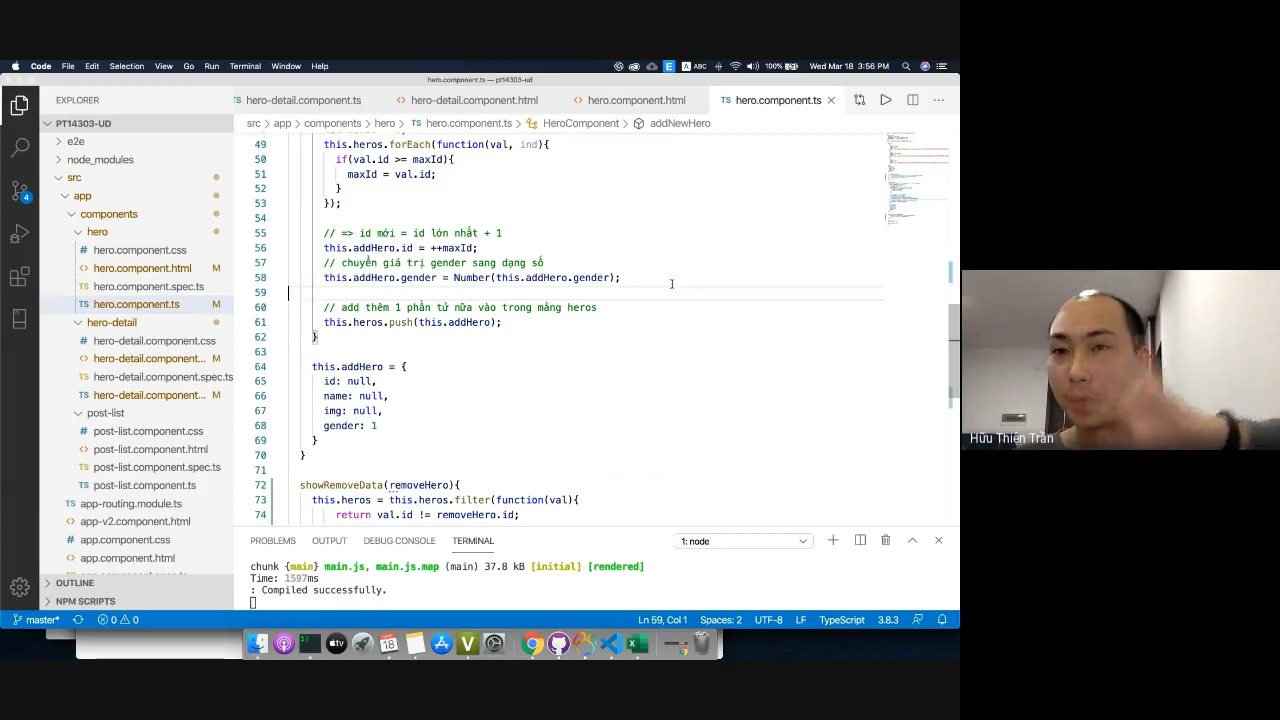 Code File Edit Selection View Go Run Terminal Window Help ABC 100% Wed Mar 18 3:56 PM
hero.component.ts — pt14303-ud
EXPLORER
hero-detail.component.ts hero-detail.component.html hero.component.html TS hero.component.ts
PT14303-UD
src > app > components > hero > TS hero.component.ts > HeroComponent > addNewHero
e2e
node_modules
src
app
components
hero
hero.component.css
hero.component.html M
hero.component.spec.ts
TS hero.component.ts M
hero-detail
hero-detail.component.css
hero-detail.component...
hero-detail.component.spec.ts
hero-detail.component...
post-list
post-list.component.css
post-list.component.html
post-list.component.spec.ts
post-list.component.ts
app-routing.module.ts
app-v2.component.html
app.component.css
app.component.html
OUTLINE
NPM SCRIPTS
49 this.heros.forEach(function(val, ind){
50 if(val.id >= maxId){
51 maxId = val.id;
52 }
53 });
54
55 // => id mới = id lớn nhất + 1
56 this.addHero.id = ++maxId;
57 // chuyển giá trị gender sang dạng số
58 this.addHero.gender = Number(this.addHero.gender);
59
60 // add thêm 1 phần tử nữa vào trong mảng heros
61 this.heros.push(this.addHero);
62 }
63
64 this.addHero = {
65 id: null,
66 name: null,
67 img: null,
68 gender: 1
69 }
70 }
71
72 showRemoveData(removeHero){
73 this.heros = this.heros.filter(function(val){
74 return val.id != removeHero.id;
PROBLEMS OUTPUT DEBUG CONSOLE TERMINAL 1: node
chunk {main} main.js, main.js.map (main) 37.8 kB [initial] [rendered]
Time: 1597ms
: Compiled successfully.
master* 0 0 Ln 59, Col 1 Spaces: 2 UTF-8 LF TypeScript 3.8.3
Hữu Thiện Trần